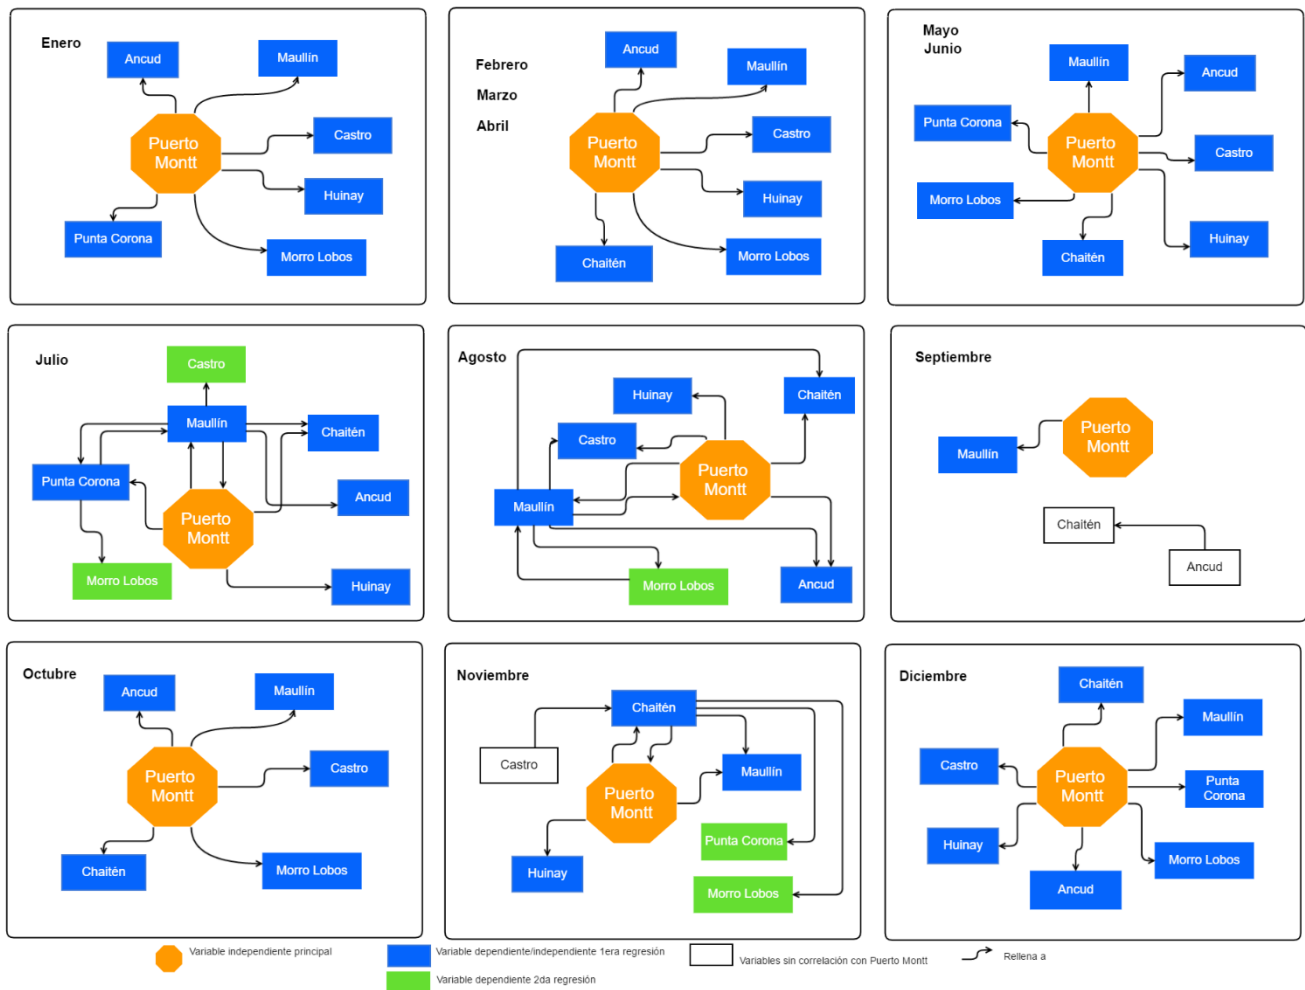 Enero
Ancud
Maullín
Puerto
Montt
Castro
Huinay
Punta Corona
Morro Lobos
Febrero
Marzo
Abril
Ancud
Maullín
Puerto
Montt
Castro
Huinay
Chaitén
Morro Lobos
Mayo
Junio
Maullín
Ancud
Punta Corona
Puerto
Montt
Castro
Morro Lobos
Chaitén
Huinay
Julio
Castro
Maullín
Chaitén
Punta Corona
Ancud
Puerto
Montt
Morro Lobos
Huinay
Agosto
Huinay
Chaitén
Castro
Puerto
Montt
Maullín
Morro Lobos
Ancud
Septiembre
Puerto
Montt
Maullín
Chaitén
Ancud
Octubre
Ancud
Maullín
Puerto
Montt
Castro
Chaitén
Morro Lobos
Noviembre
Chaitén
Castro
Maullín
Puerto
Montt
Punta Corona
Huinay
Morro Lobos
Diciembre
Chaitén
Maullín
Castro
Puerto
Montt
Punta
Corona
Huinay
Morro Lobos
Ancud
Variable independiente principal
Variable dependiente/independiente 1era regresión
Variables sin correlación con Puerto Montt
Rellena a
Variable dependiente 2da regresión